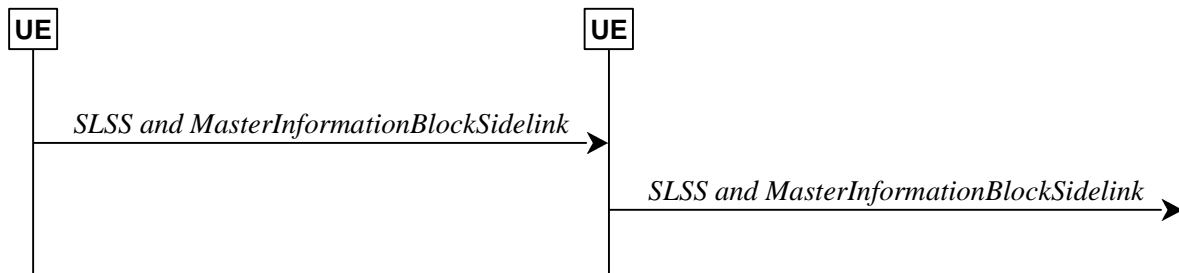 UE UE
SLSS and MasterInformationBlockSidelink
SLSS and MasterInformationBlockSidelink